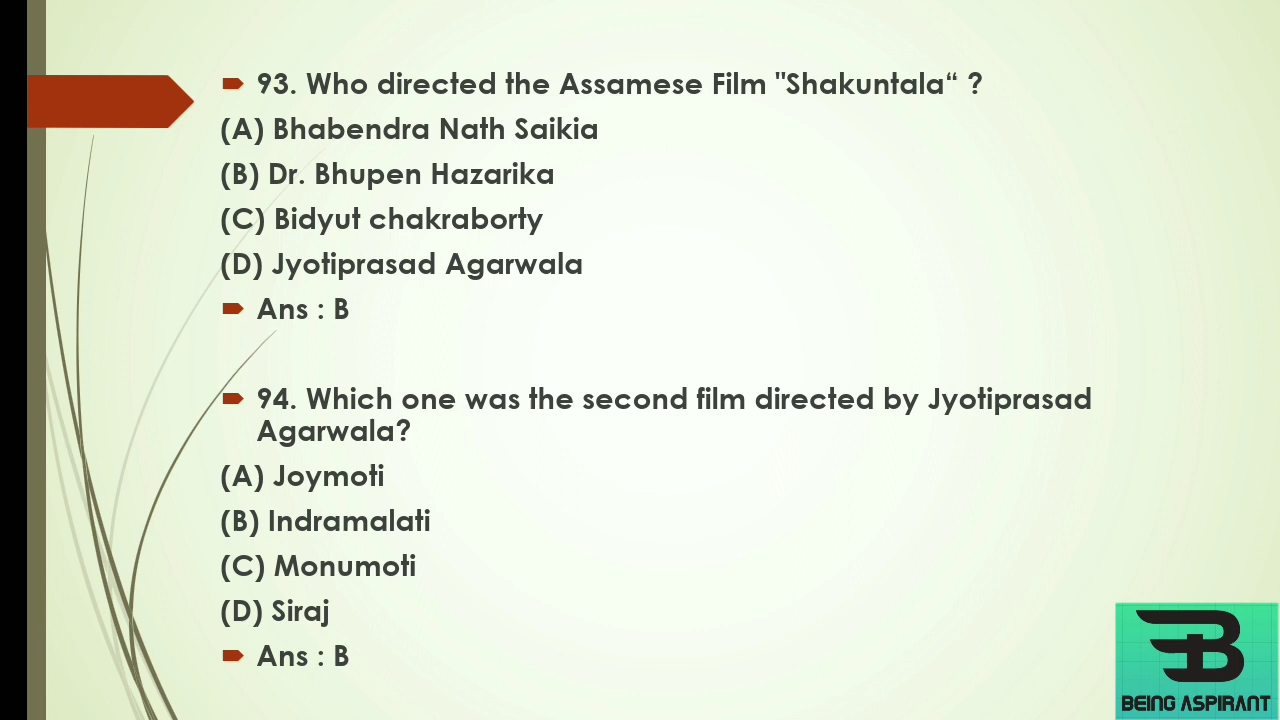 93. Who directed the Assamese Film "Shakuntala“ ?
(A) Bhabendra Nath Saikia
(B) Dr. Bhupen Hazarika
(C) Bidyut chakraborty
(D) Jyotiprasad Agarwala
Ans : B
94. Which one was the second film directed by Jyotiprasad
Agarwala?
(A) Joymoti
(B) Indramalati
(C) Monumoti
(D) Siraj
Ans : B
BEING ASPIRANT